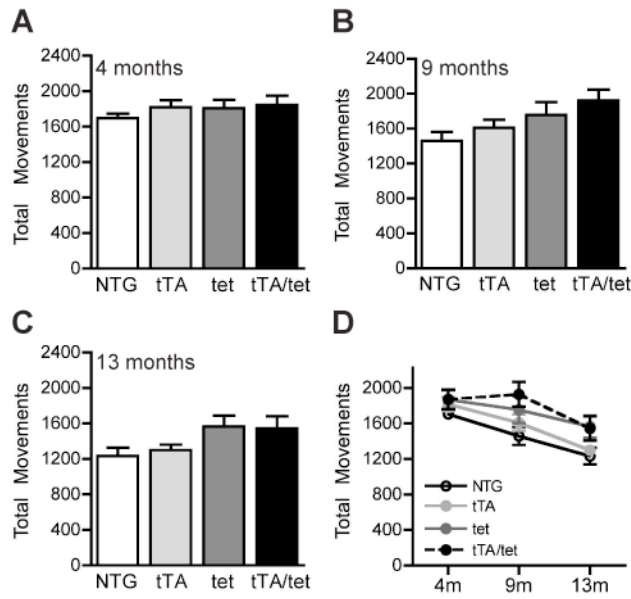 A
4 months
Total Movements
2400
2000
1600
1200
800
400
0
NTG tTA tet tTA/tet
B
9 months
Total Movements
2400
2000
1600
1200
800
400
0
NTG tTA tet tTA/tet
C
13 months
Total Movements
2400
2000
1600
1200
800
400
0
NTG tTA tet tTA/tet
D
Total Movements
2000
1600
1200
800
400
0
NTG
tTA
tet
tTA/tet
4m 9m 13m